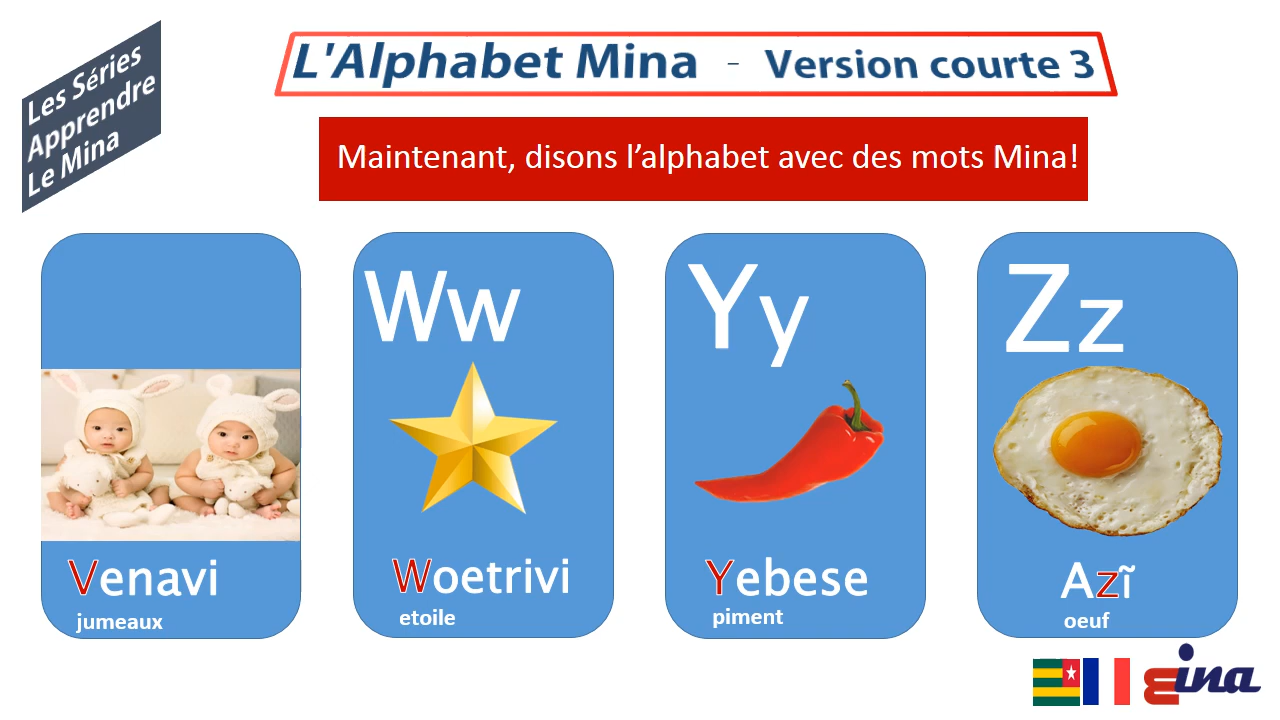 Les Séries
Apprendre
Le Mina
L'Alphabet Mina - Version courte 3
Maintenant, disons l’alphabet avec des mots Mina!
Venavi
jumeaux
Ww
Woetrivi
etoile
Yy
Yebese
piment
Zz
Azĩ
oeuf
εina